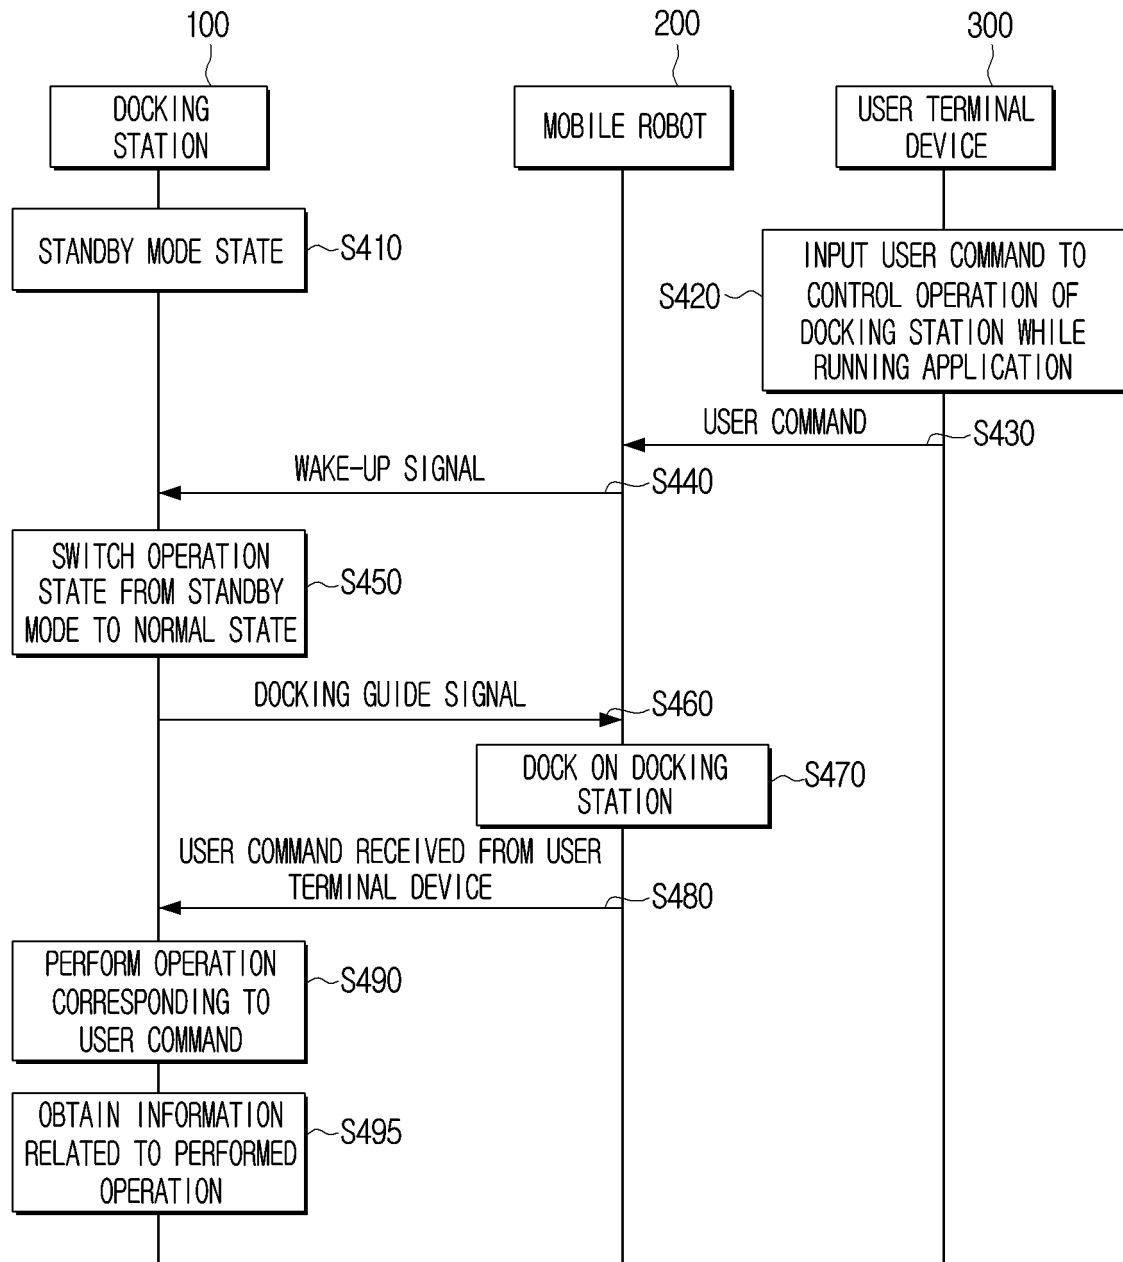 100
200
300
DOCKING
STATION
MOBILE ROBOT
USER TERMINAL
DEVICE
STANDBY MODE STATE
S410
INPUT USER COMMAND TO
CONTROL OPERATION OF
DOCKING STATION WHILE
RUNNING APPLICATION
S420
USER COMMAND
S430
WAKE-UP SIGNAL
S440
SWITCH OPERATION
STATE FROM STANDBY
MODE TO NORMAL STATE
S450
DOCKING GUIDE SIGNAL
S460
DOCK ON DOCKING
STATION
S470
USER COMMAND RECEIVED FROM USER
TERMINAL DEVICE
S480
PERFORM OPERATION
CORRESPONDING TO
USER COMMAND
S490
OBTAIN INFORMATION
RELATED TO PERFORMED
OPERATION
S495